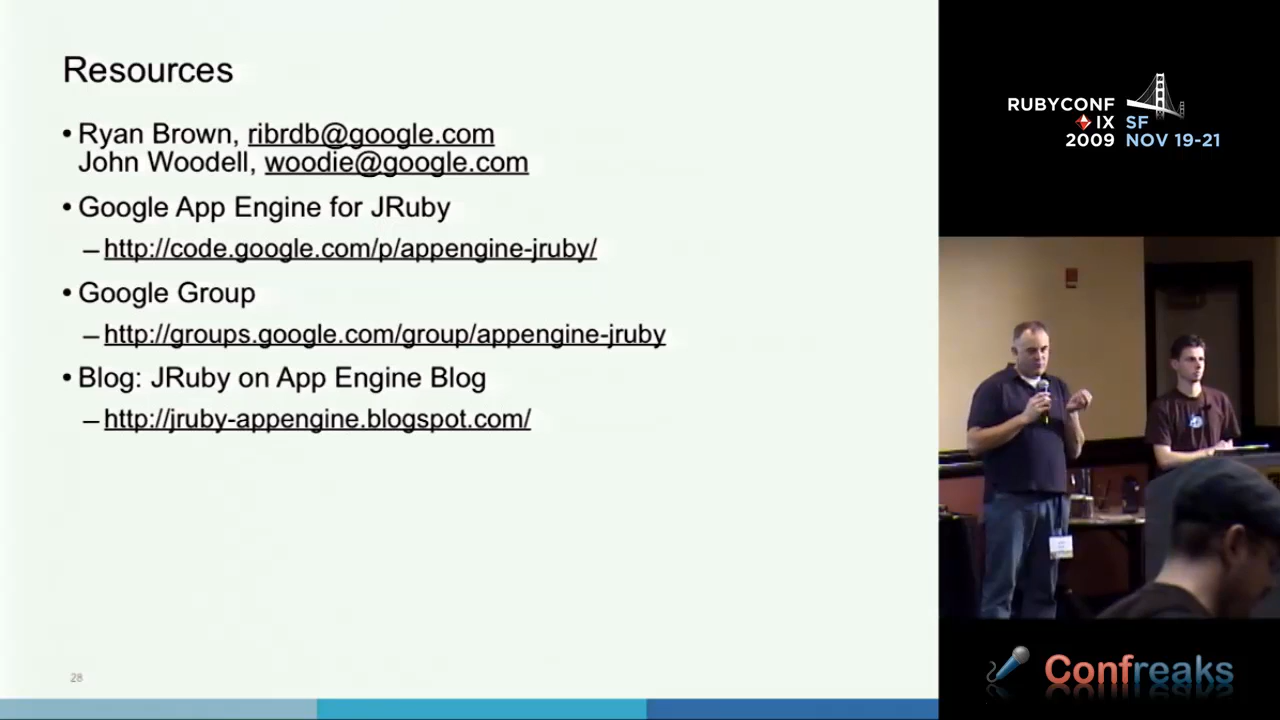 Resources
• Ryan Brown, ribrdb@google.com
John Woodell, woodie@google.com
• Google App Engine for JRuby
– http://code.google.com/p/appengine-jruby/
• Google Group
– http://groups.google.com/group/appengine-jruby
• Blog: JRuby on App Engine Blog
– http://jruby-appengine.blogspot.com/
28
RUBYCONF
IX SF
2009 NOV 19-21
Confreaks